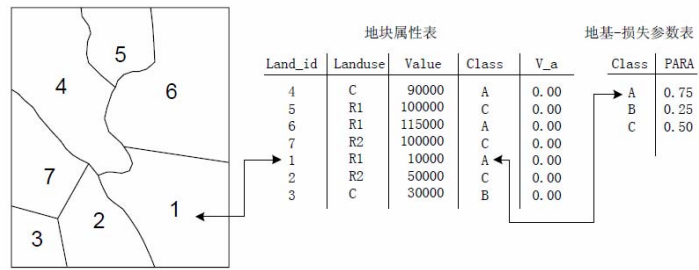 地块属性表
地基-损失参数表
Land_id Landuse Value Class V_a
Class PARA
4 C 90000 A 0.00
A 0.75
5 R1 100000 C 0.00
B 0.25
6 R1 115000 A 0.00
C 0.50
7 R2 100000 C 0.00
1 R1 10000 A 0.00
2 R2 50000 C 0.00
3 C 30000 B 0.00
5
4
6
7
1
2
3